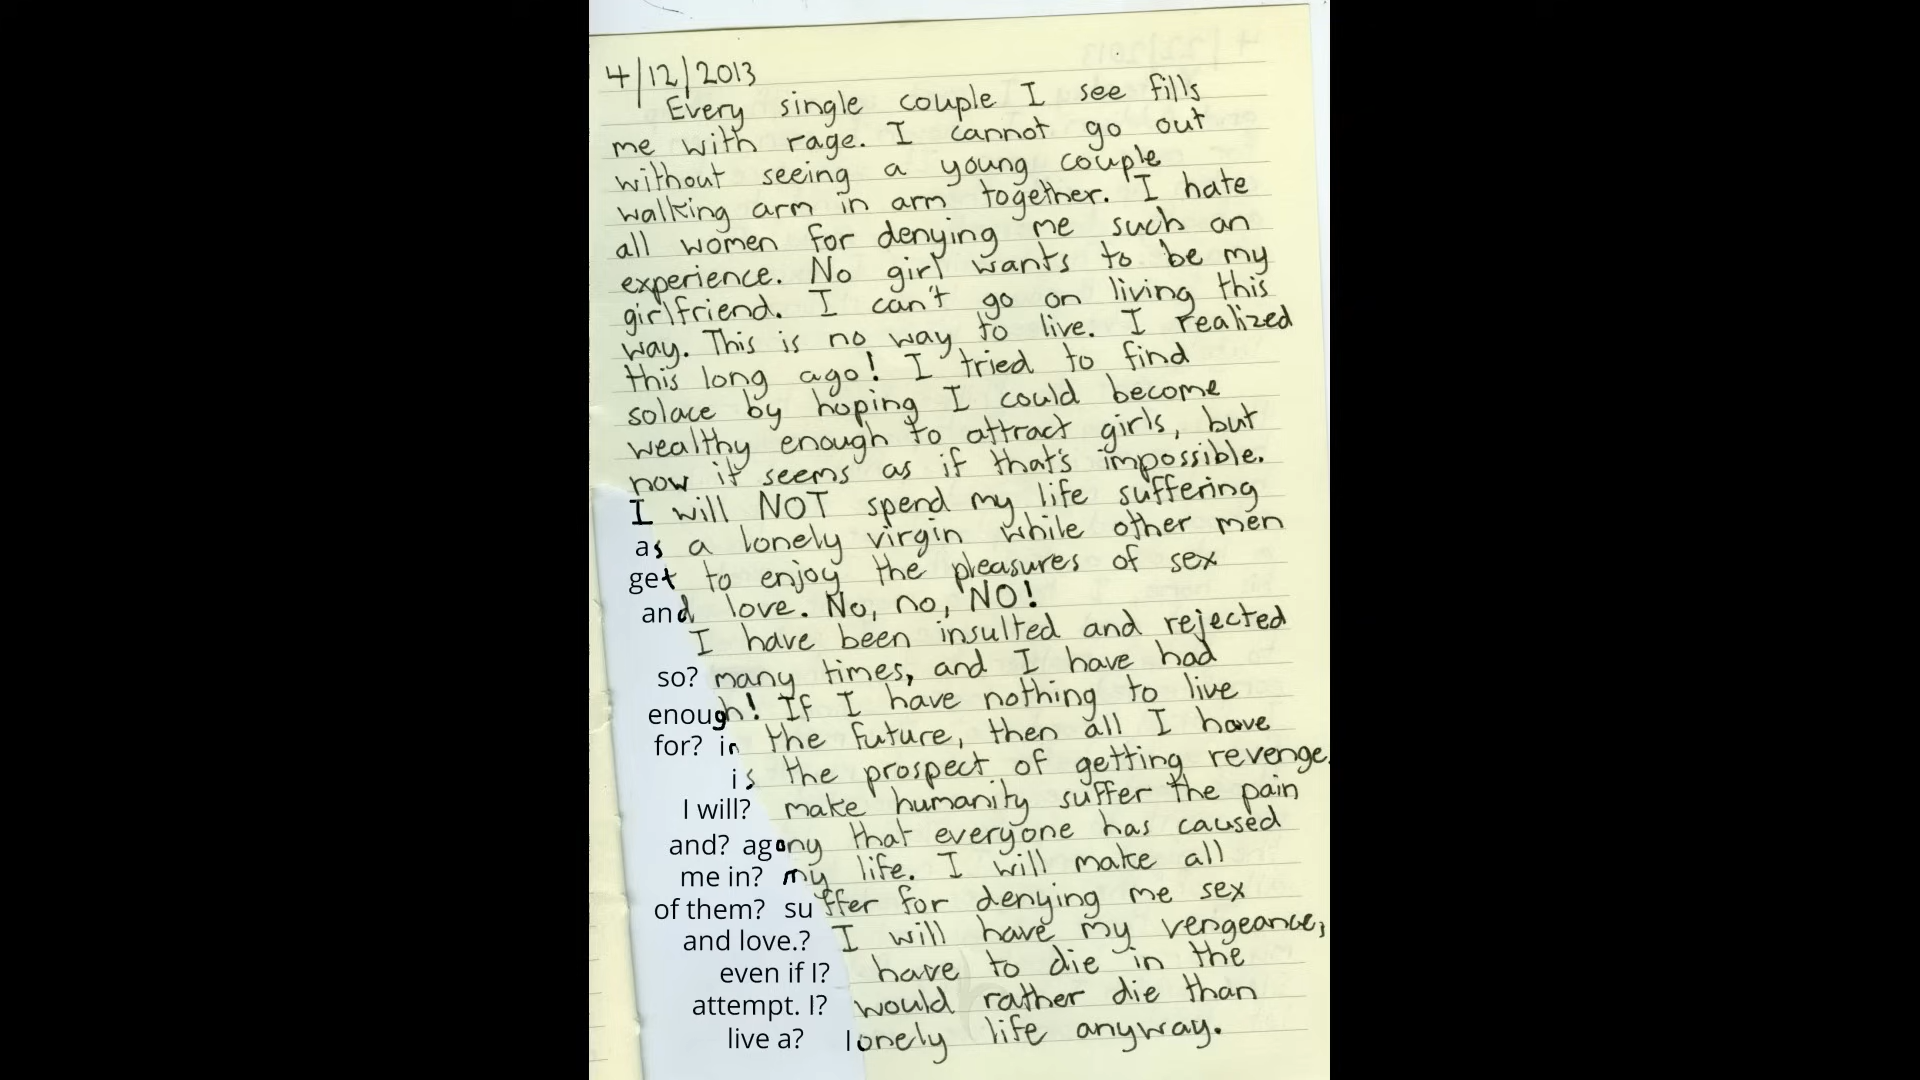 4/12/2013
Every single couple I see fills
me with rage. I cannot go out
without seeing a young couple
walking arm in arm together. I hate
all women for denying me such an
experience. No girl wants to be my
girlfriend. I can't go on living this
way. This is no way to live. I realized
this long ago! I tried to find
solace by hoping I could become
wealthy enough to attract girls, but
now it seems as if that's impossible.
I will NOT spend my life suffering
as a lonely virgin while other men
get to enjoy the pleasures of sex
and love. No, no, NO!
I have been insulted and rejected
so? many times, and I have had
enough! If I have nothing to live
for? in the future, then all I have
is the prospect of getting revenge.
I will? make humanity suffer the pain
and? agony that everyone has caused
me in? my life. I will make all
of them? suffer for denying me sex
and love.? I will have my vengeance,
even if I? have to die in the
attempt. I? would rather die than
live a? lonely life anyway.